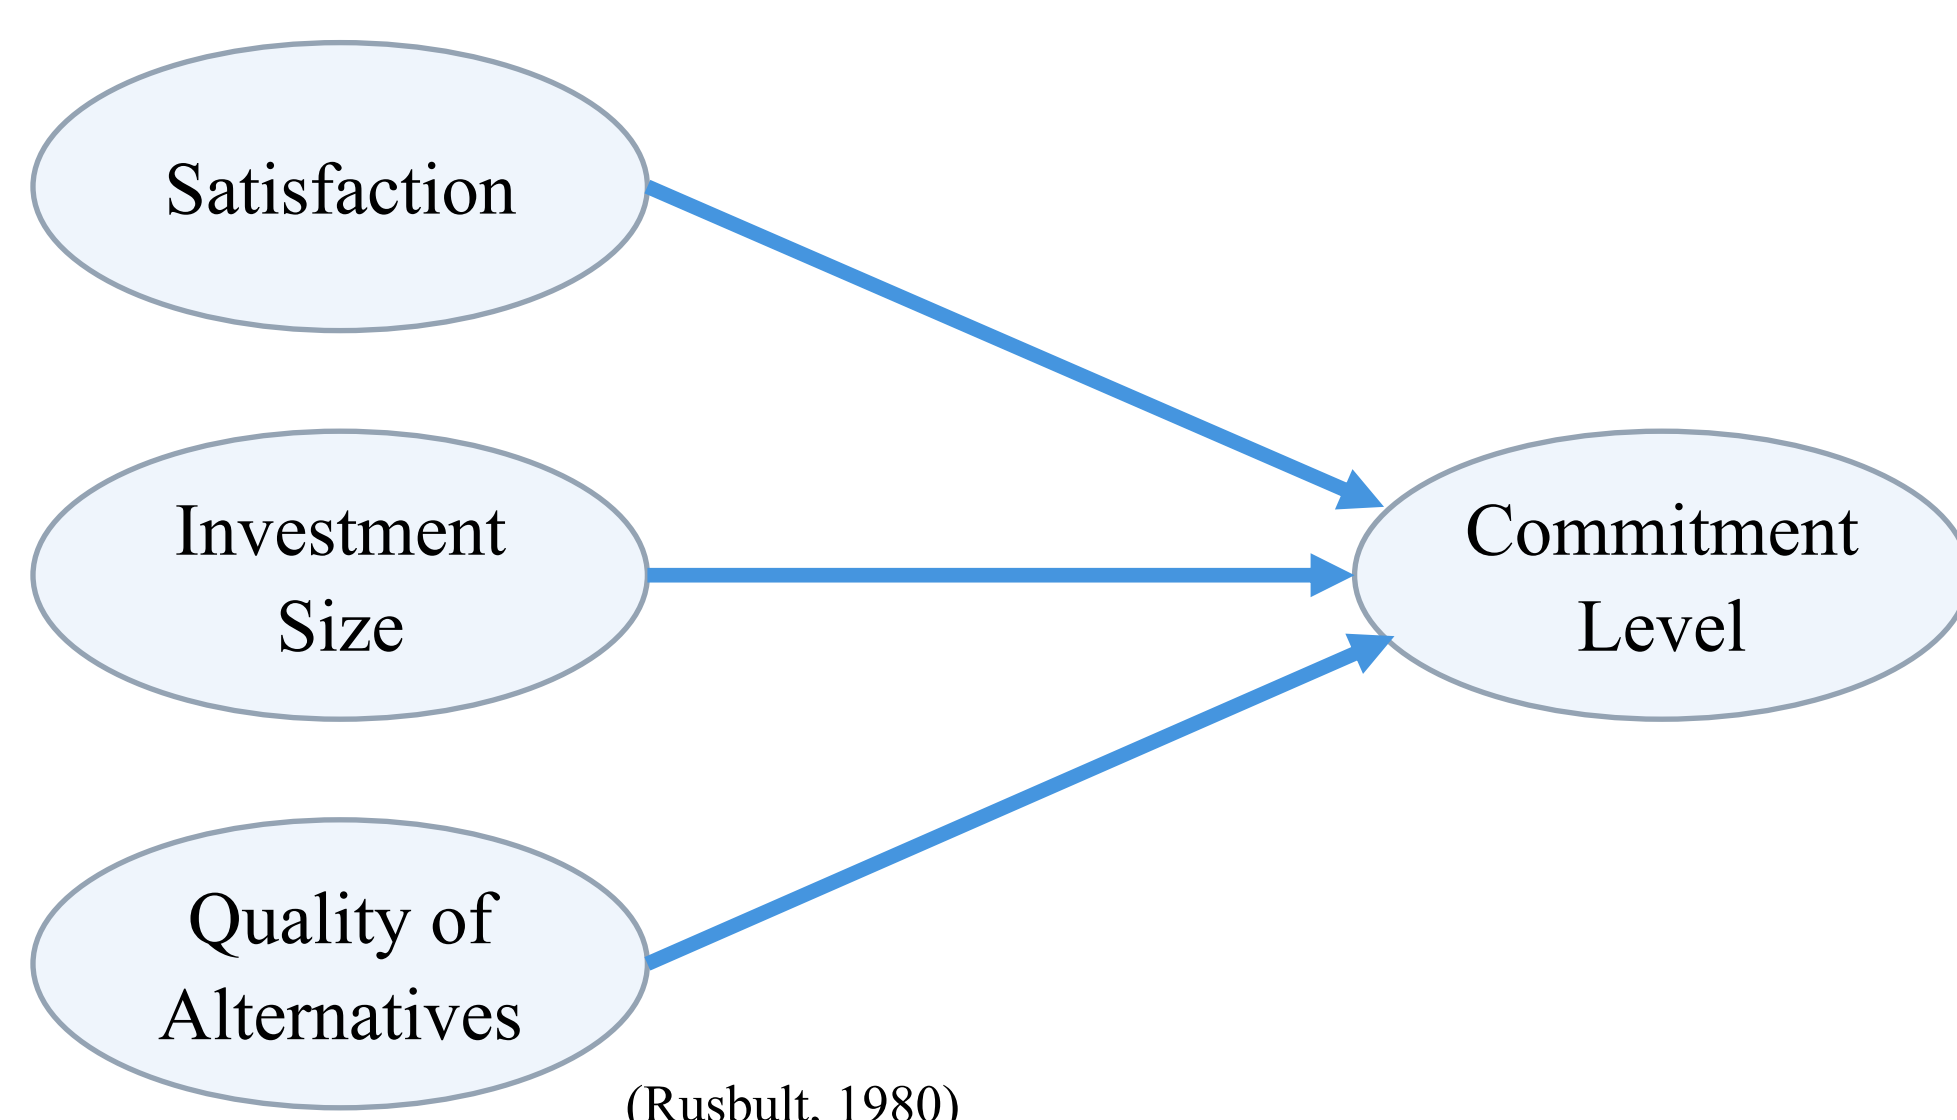 Satisfaction
Investment
Size
Commitment
Level
Quality of
Alternatives
(Rusbult, 1980)